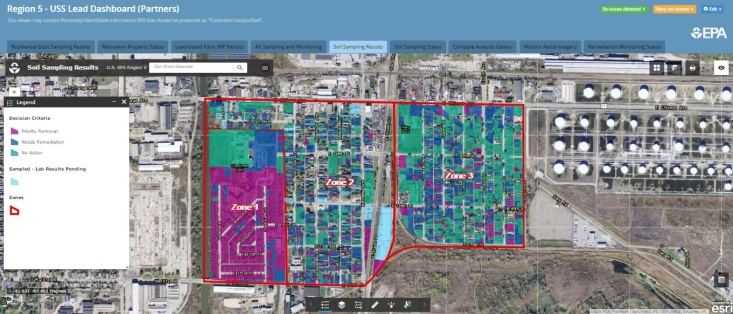 Region 5 - USS Lead Dashboard (Partners)
This viewer may contain Personally Identifiable Information (PII) that should be protected as "Controlled Unclassified".
No issues detected
Story not shared
Edit
EPA
Residential Dust Sampling Results
Relocation Property Status
Lead-based Paint XRF Results
Air Sampling and Monitoring
Soil Sampling Results
Soil Sampling Status
Compare Analysis Gallery
Historic Aerial Imagery
Remediation Monitoring Status
Soil Sampling Results
U.S. EPA Region V
Legend
Decision Criteria
Priority Removal
Needs Remediation
No Action
Sampled - Lab Results Pending
Zones
Zone 1
Zone 2
Zone 3
esri